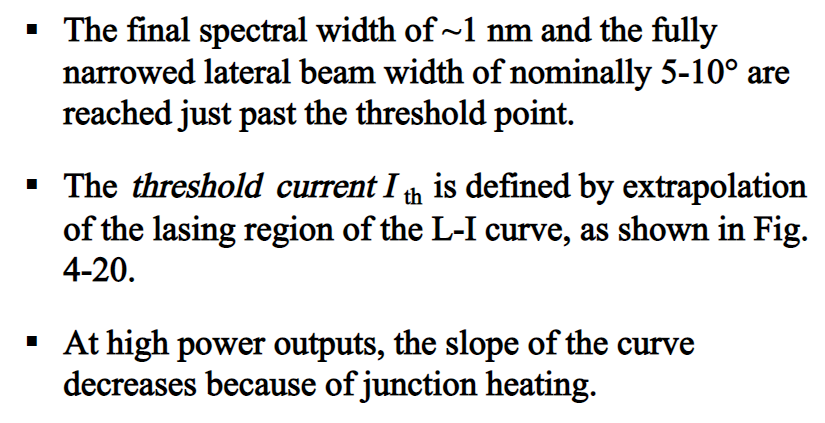 ▪ The final spectral width of ~1 nm and the fully
narrowed lateral beam width of nominally 5-10° are
reached just past the threshold point.
▪ The threshold current I th is defined by extrapolation
of the lasing region of the L-I curve, as shown in Fig.
4-20.
▪ At high power outputs, the slope of the curve
decreases because of junction heating.